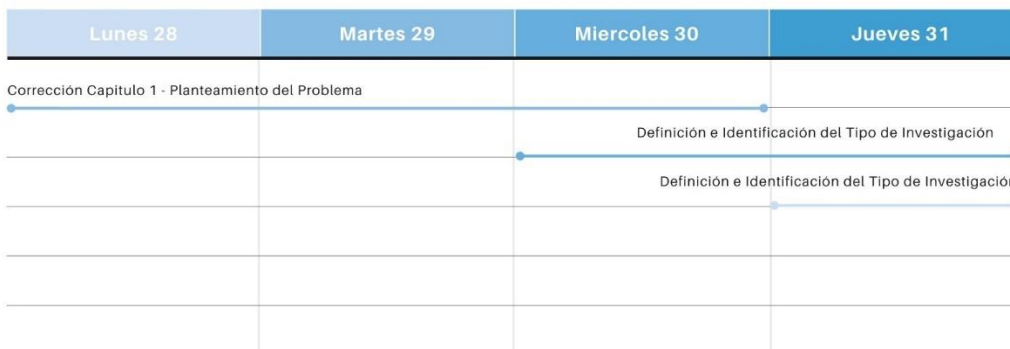 Lunes 28
Martes 29
Miercoles 30
Jueves 31
Corrección Capitulo 1 - Planteamiento del Problema
Definición e Identificación del Tipo de Investigación
Definición e Identificación del Tipo de Investigación